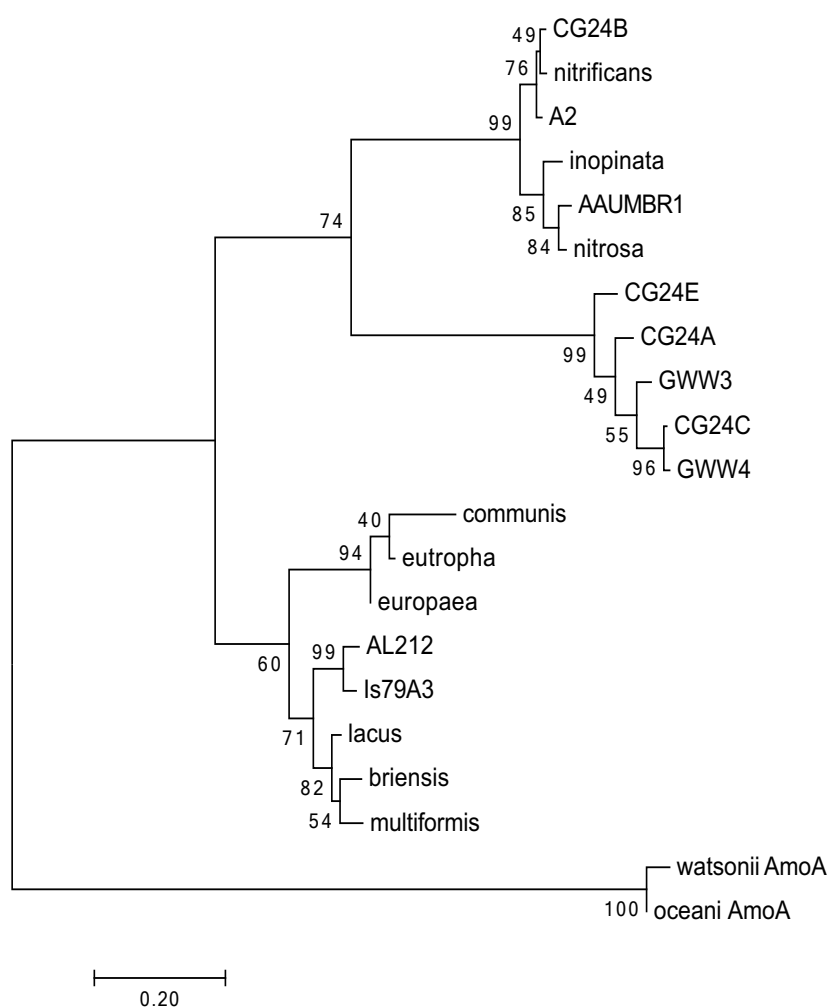 49
CG24B
76
nitrificans
A2
99
inopinata
85
AAUMBR1
84
nitrosa
74
CG24E
99
CG24A
49
GWW3
55
CG24C
96
GWW4
40
communis
94
eutropha
europaea
60
99
AL212
Is79A3
71
lacus
82
briensis
54
multiformis
watsonii AmoA
100
oceani AmoA
0.20